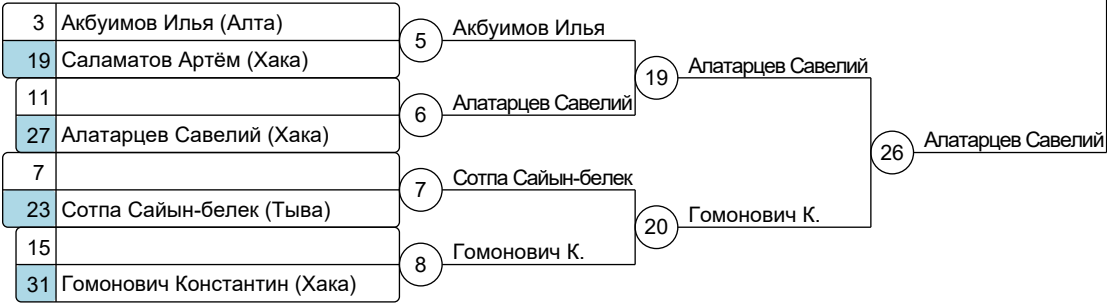 3 Акбуимов Илья (Алта)
19 Саламатов Артём (Хака)
11
27 Алатарцев Савелий (Хака)
7
23 Сотпа Сайын-белек (Тыва)
15
31 Гомонович Константин (Хака)
5 Акбуимов Илья
6 Алатарцев Савелий
7 Сотпа Сайын-белек
8 Гомонович К.
19 Алатарцев Савелий
20 Гомонович К.
26 Алатарцев Савелий